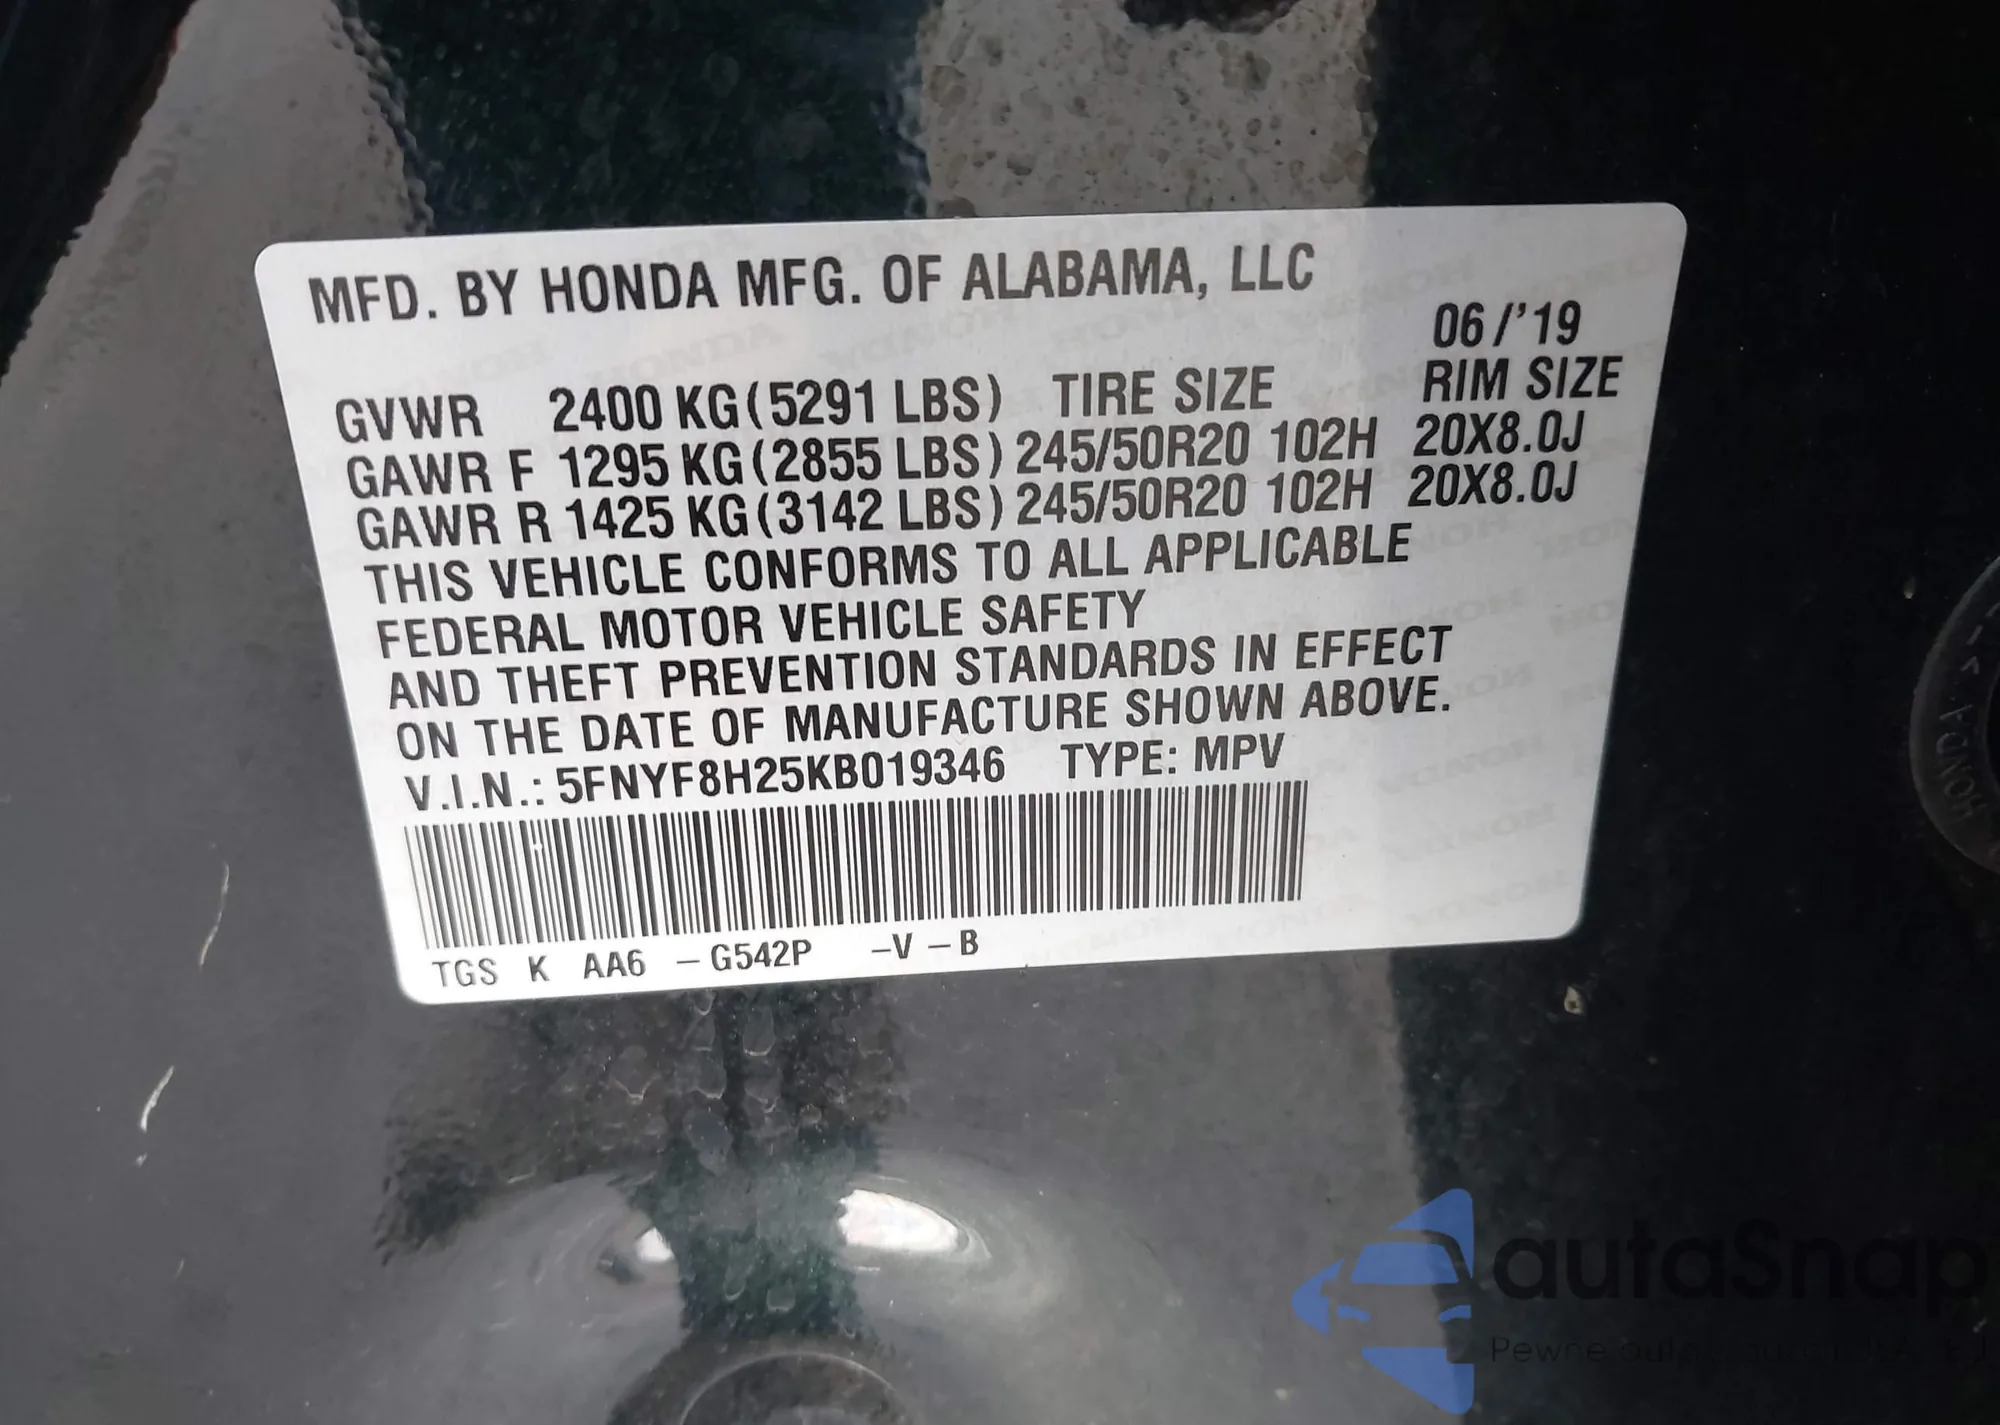 MFD. BY HONDA MFG. OF ALABAMA, LLC
06/'19
GVWR 2400 KG(5291 LBS) TIRE SIZE RIM SIZE
GAWR F 1295 KG(2855 LBS) 245/50R20 102H 20X8.0J
GAWR R 1425 KG(3142 LBS) 245/50R20 102H 20X8.0J
THIS VEHICLE CONFORMS TO ALL APPLICABLE
FEDERAL MOTOR VEHICLE SAFETY
AND THEFT PREVENTION STANDARDS IN EFFECT
ON THE DATE OF MANUFACTURE SHOWN ABOVE.
V.I.N.: 5FNYF8H25KB019346 TYPE: MPV
TGS K AA6 -G542P -V -B
HONDA
autaSnap
Pewne